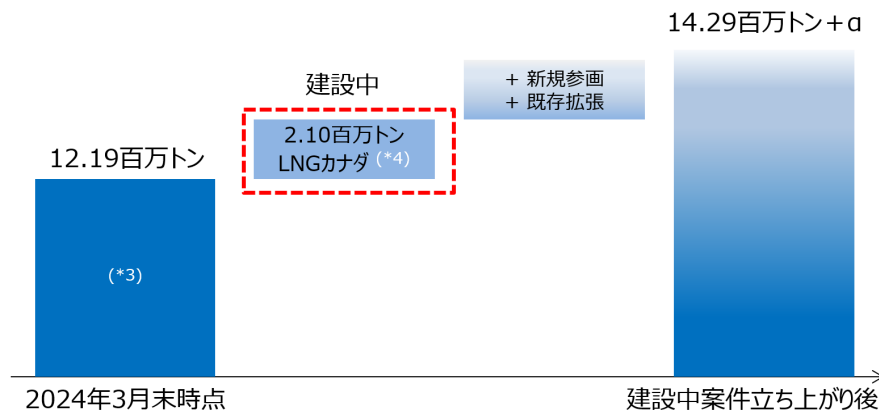 14.29百万トン＋α
建設中
＋ 新規参画
＋ 既存拡張
2.10百万トン
LNGカナダ (*4)
12.19百万トン
(*3)
2024年3月末時点
建設中案件立ち上がり後